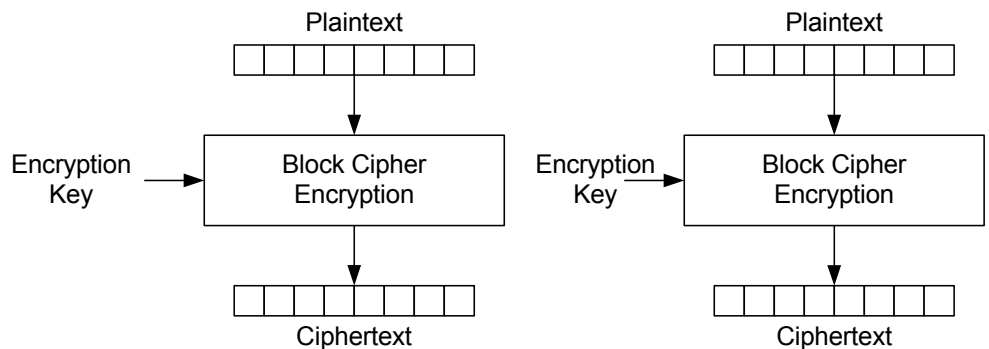 Plaintext
Plaintext
Encryption
Key
Block Cipher
Encryption
Encryption
Key
Block Cipher
Encryption
Ciphertext
Ciphertext